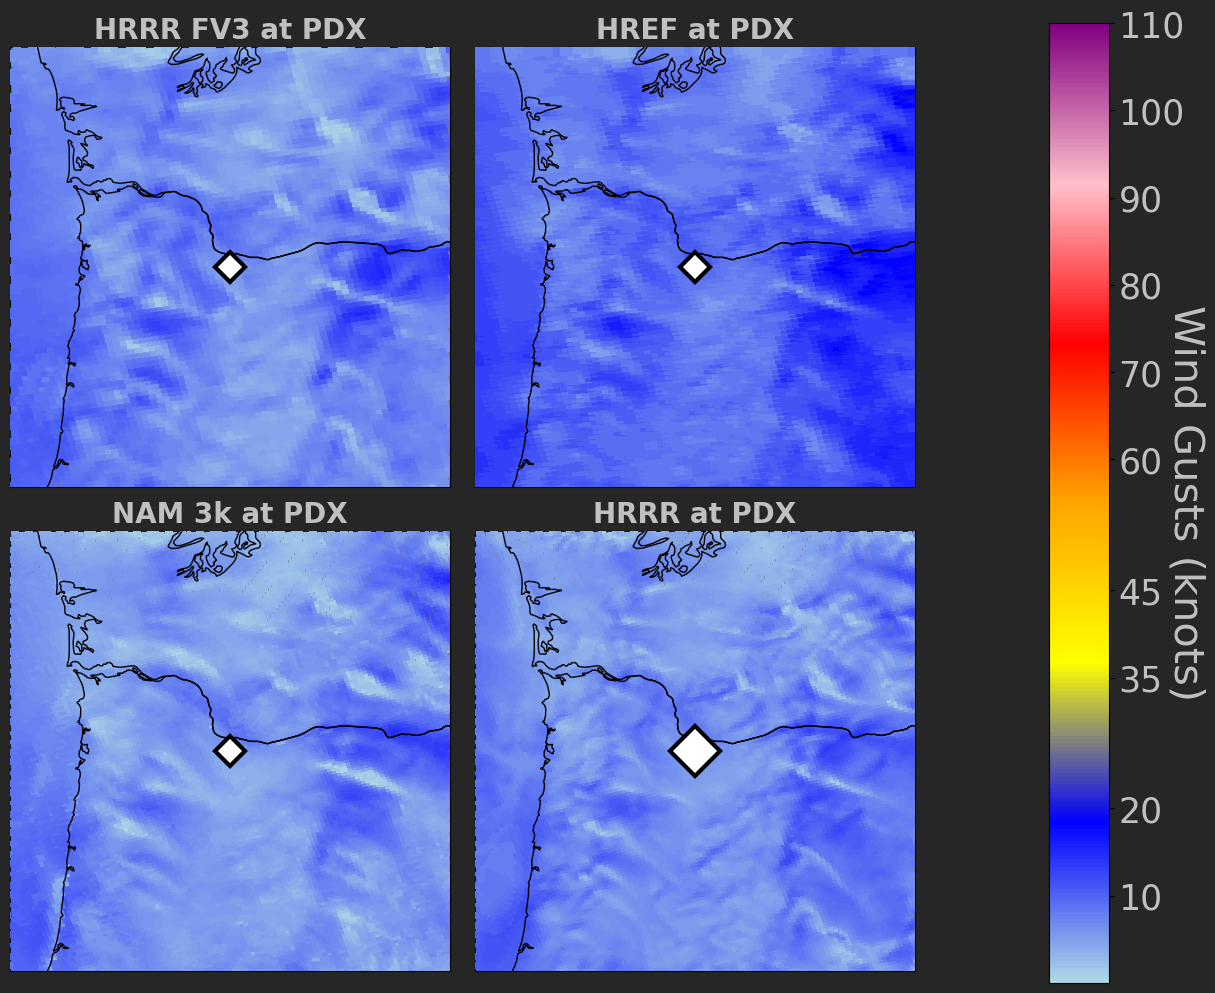 HRRR FV3 at PDX
HREF at PDX
NAM 3k at PDX
HRRR at PDX
110
100
90
80
70
60
45
35
20
10
Wind Gusts (knots)